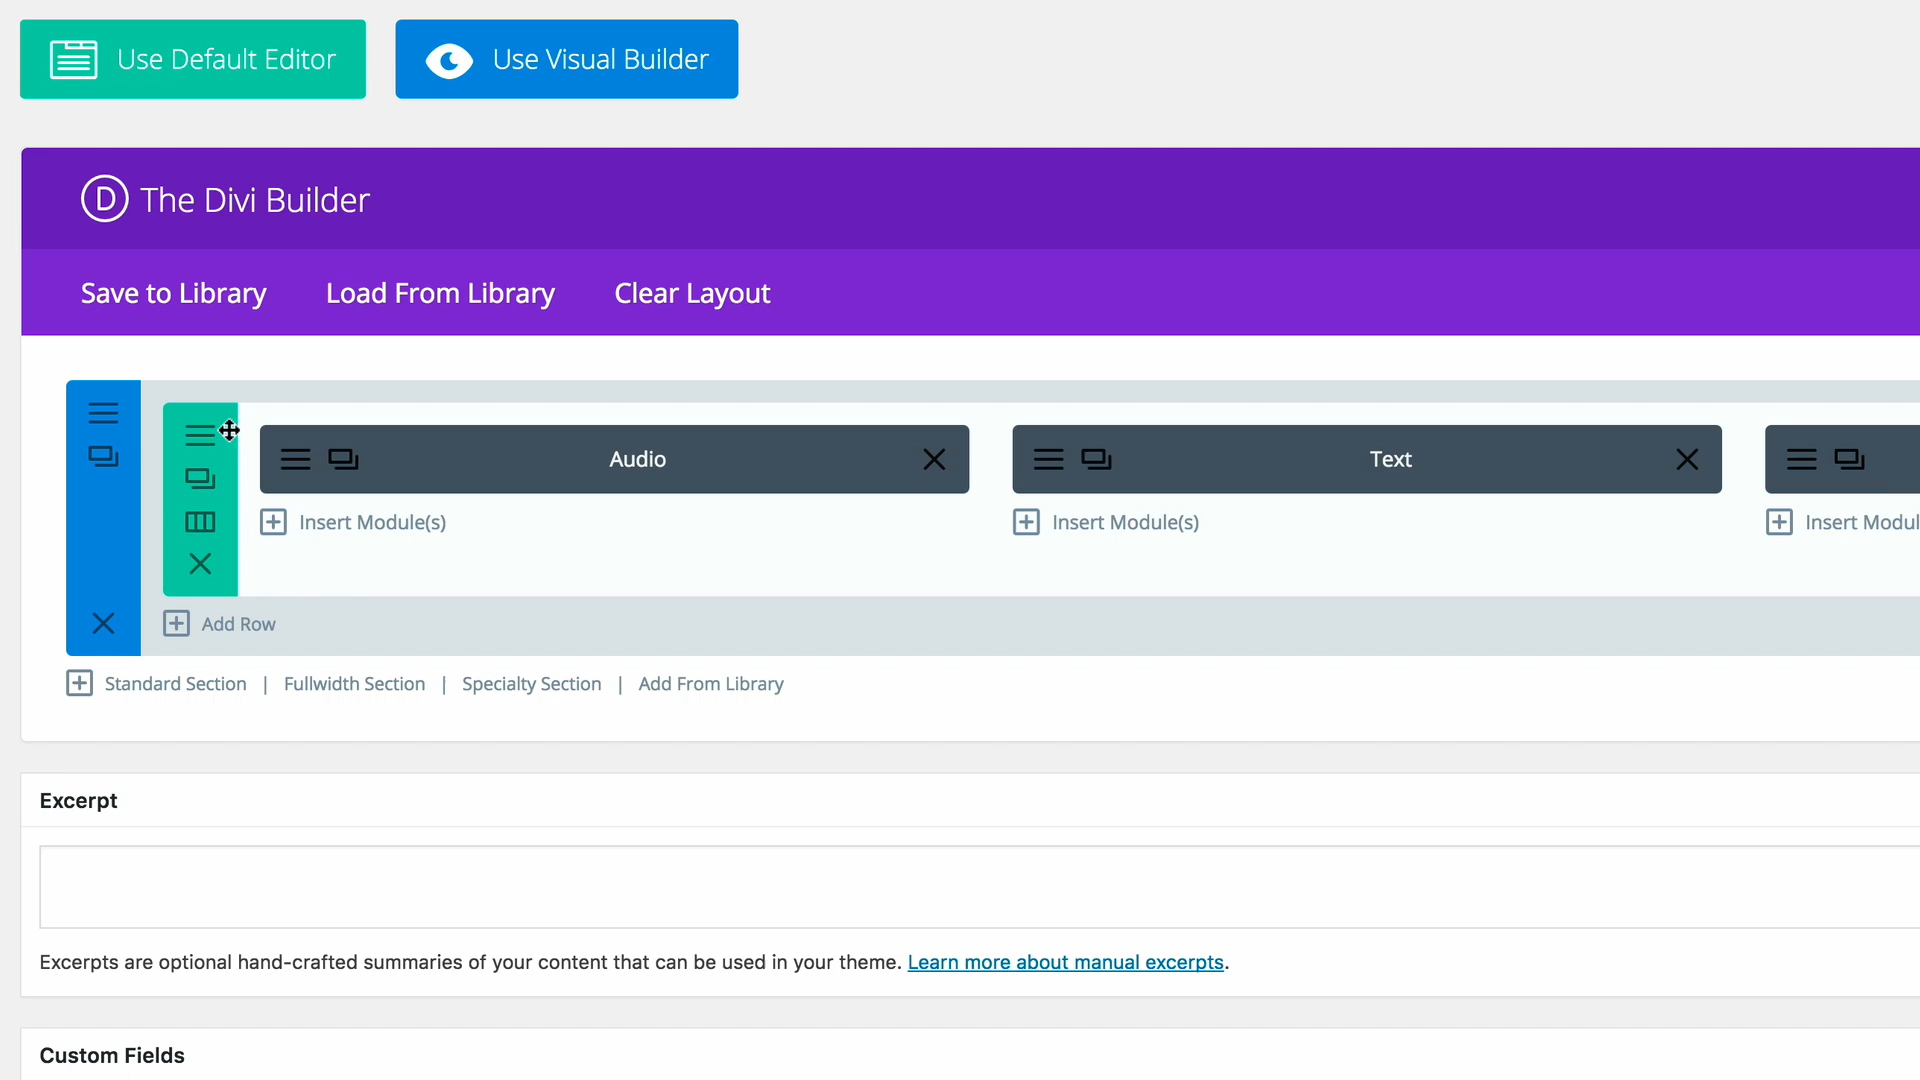 Use Default Editor
Use Visual Builder
D The Divi Builder
Save to Library Load From Library Clear Layout
Audio
Text
Insert Module(s)
Insert Module(s)
Insert Modul
Add Row
Standard Section | Fullwidth Section | Specialty Section | Add From Library
Excerpt
Excerpts are optional hand-crafted summaries of your content that can be used in your theme. Learn more about manual excerpts.
Custom Fields